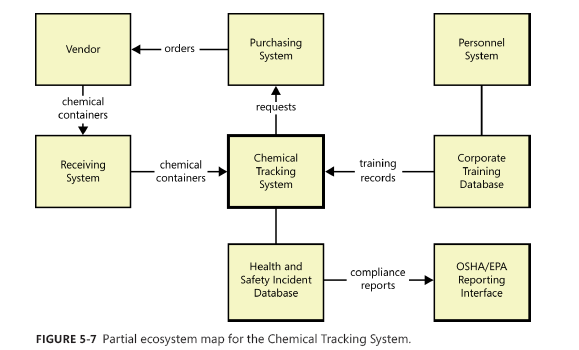 Vendor
orders
Purchasing
System
Personnel
System
chemical
containers
requests
Receiving
System
chemical
containers
Chemical
Tracking
System
training
records
Corporate
Training
Database
Health and
Safety Incident
Database
compliance
reports
OSHA/EPA
Reporting
Interface
FIGURE 5-7 Partial ecosystem map for the Chemical Tracking System.